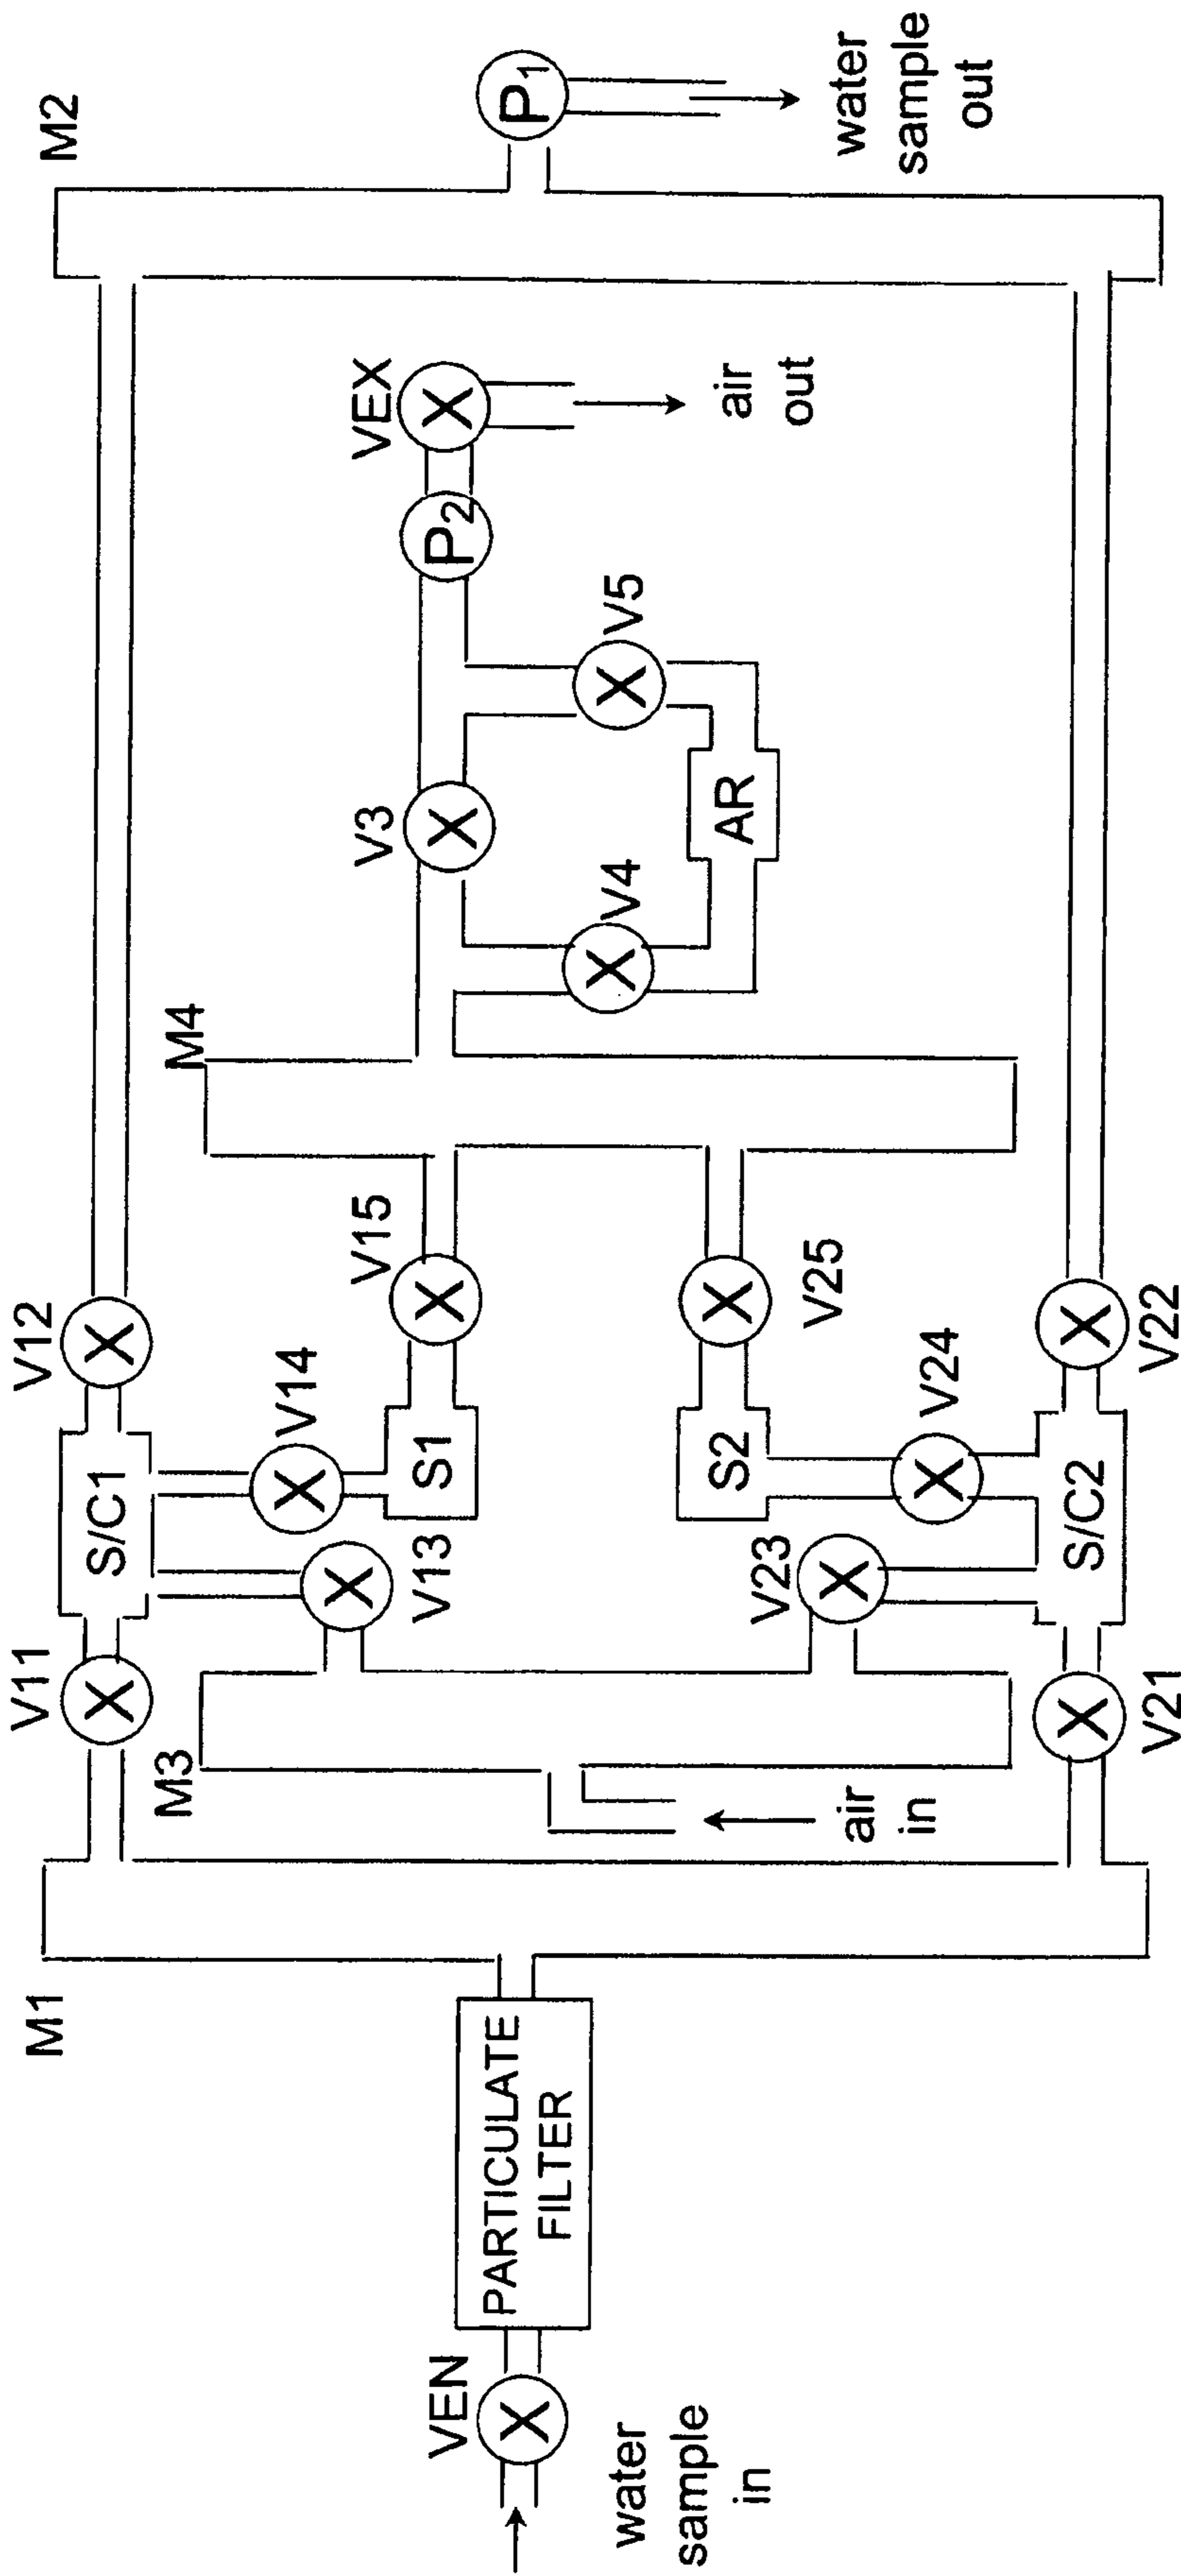 M1
M2
V11
V12
S/C1
V14
V13
M3
M4
V15
S1
V3
VEX
P2
P1
VEN
PARTICULATE
FILTER
water
sample
in
air
in
V23
S2
V25
V24
V4
V5
AR
air
out
water
sample
out
V21
S/C2
V22